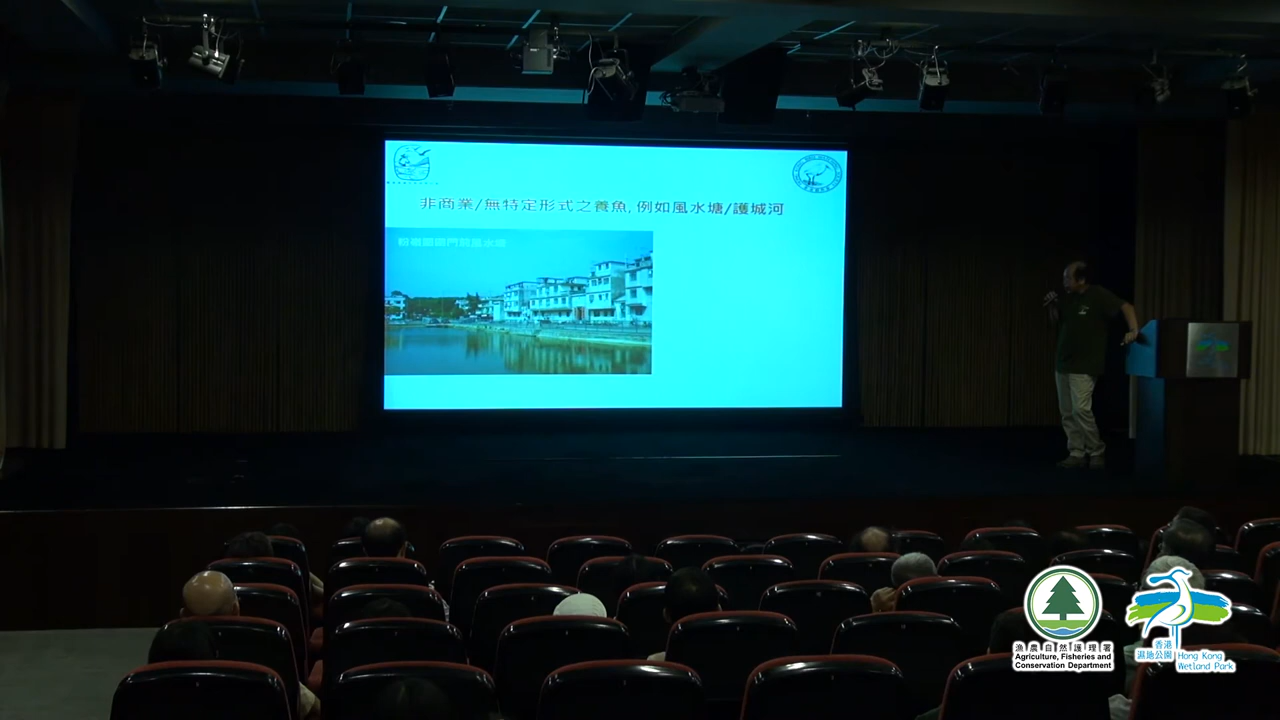 非商業/無特定形式之養魚, 例如風水塘/護城河
漁農自然護理署
Agriculture, Fisheries and
Conservation Department
香港
濕地公園
Hong Kong
Wetland Park